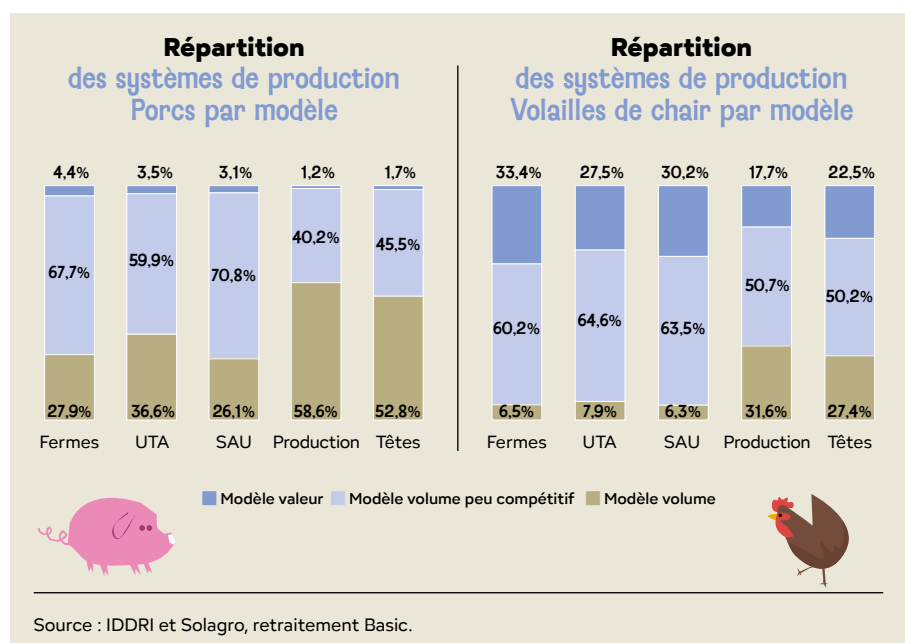 Répartition
des systèmes de production
Porcs par modèle
4,4% 3,5% 3,1% 1,2% 1,7%
67,7% 59,9% 70,8% 40,2% 45,5%
27,9% 36,6% 26,1% 58,6% 52,8%
Fermes UTA SAU Production Têtes
Répartition
des systèmes de production
Volailles de chair par modèle
33,4% 27,5% 30,2% 17,7% 22,5%
60,2% 64,6% 63,5% 50,7% 50,2%
6,5% 7,9% 6,3% 31,6% 27,4%
Fermes UTA SAU Production Têtes
Modèle valeur Modèle volume peu compétitif Modèle volume
Source : IDDRI et Solagro, retraitement Basic.